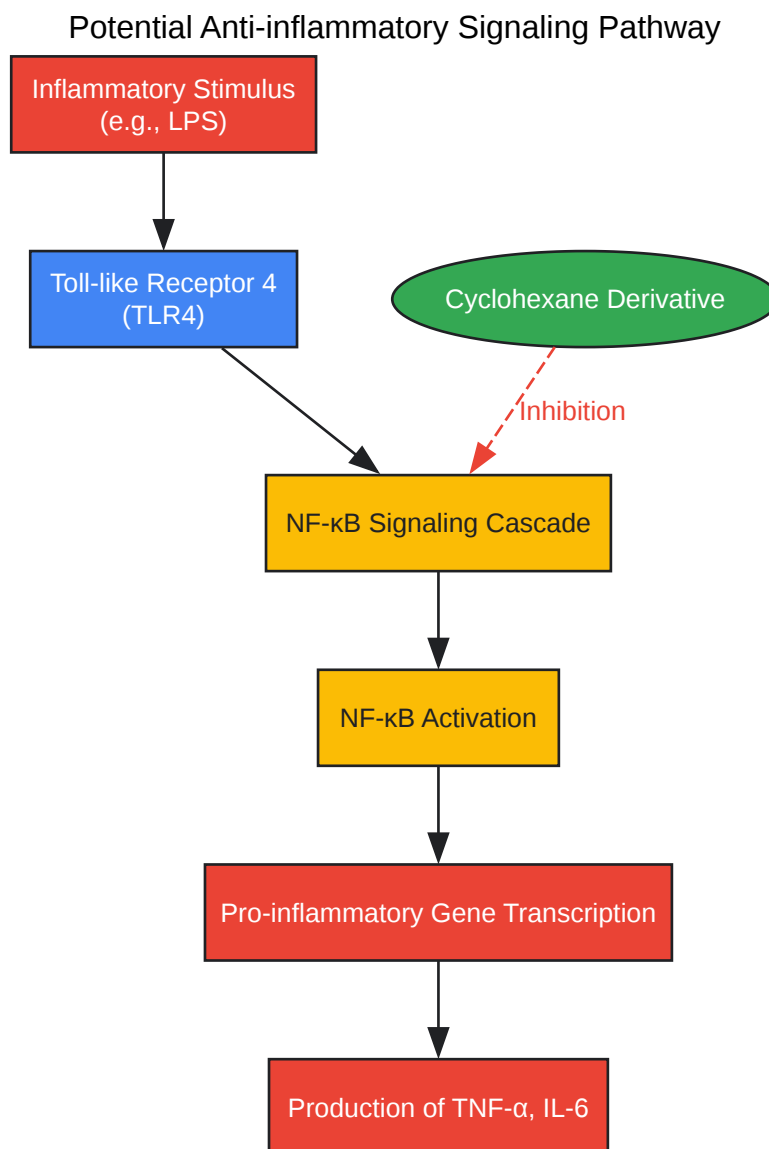 Potential Anti-inflammatory Signaling Pathway
Inflammatory Stimulus
(e.g., LPS)
Toll-like Receptor 4
(TLR4)
Cyclohexane Derivative
Inhibition
NF-κB Signaling Cascade
NF-κB Activation
Pro-inflammatory Gene Transcription
Production of TNF-α, IL-6